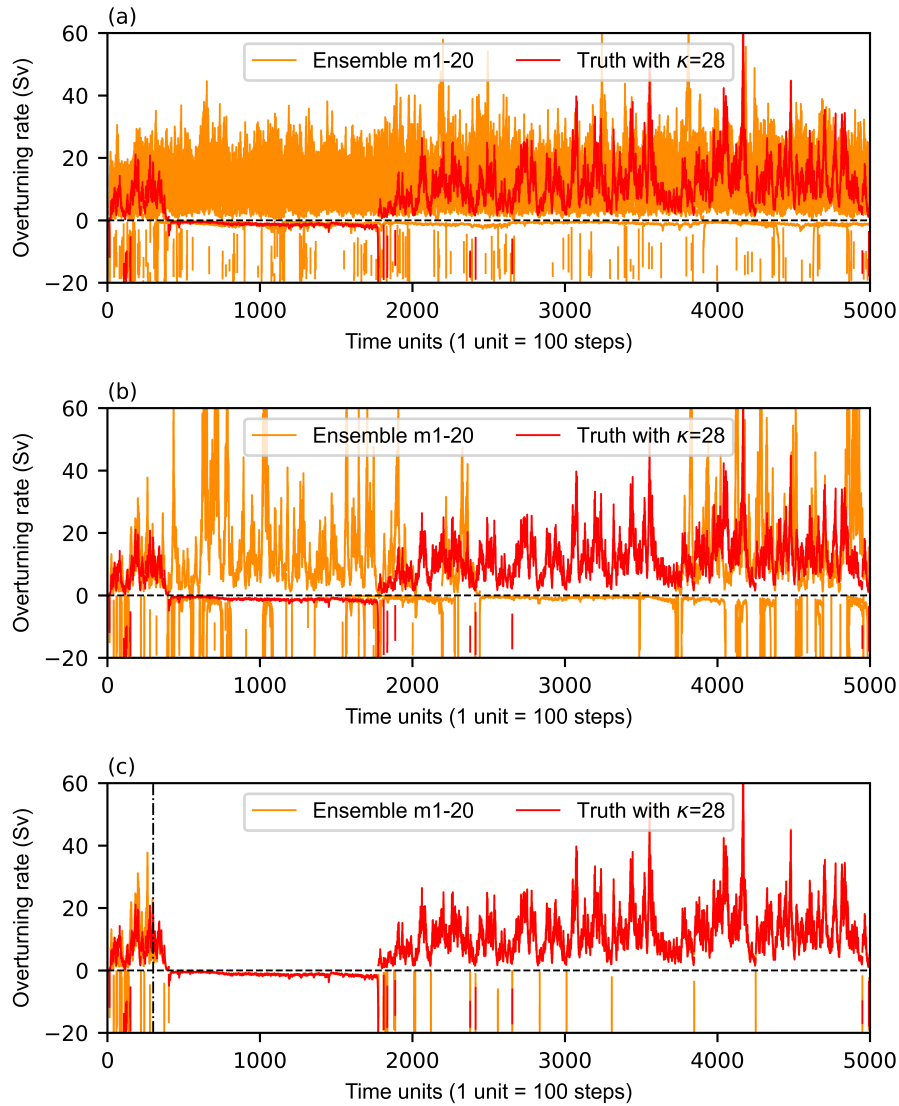 (a)
Overturning rate (Sv)
60
40
20
0
−20
Ensemble m1-20
Truth with κ=28
0 1000 2000 3000 4000 5000
Time units (1 unit = 100 steps)
(b)
Overturning rate (Sv)
60
40
20
0
−20
Ensemble m1-20
Truth with κ=28
0 1000 2000 3000 4000 5000
Time units (1 unit = 100 steps)
(c)
Overturning rate (Sv)
60
40
20
0
−20
Ensemble m1-20
Truth with κ=28
0 1000 2000 3000 4000 5000
Time units (1 unit = 100 steps)